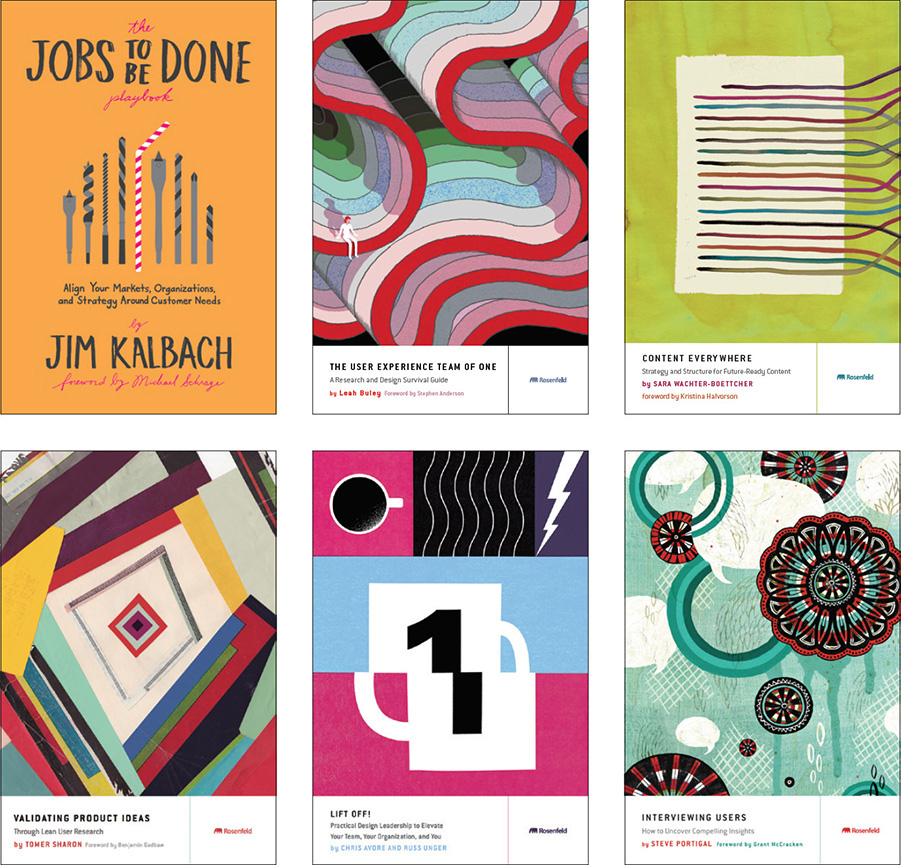 the
JOBS TO BE DONE
playbook
Align Your Markets, Organizations,
and Strategy Around Customer Needs
by
JIM KALBACH
foreword by Michael Schrage
THE USER EXPERIENCE TEAM OF ONE
A Research and Design Survival Guide
by Leah Buley Foreword by Stephen Anderson
Rosenfeld
CONTENT EVERYWHERE
Strategy and Structure for Future-Ready Content
by SARA WACHTER-BOETTCHER
foreword by Kristina Halvorson
Rosenfeld
VALIDATING PRODUCT IDEAS
Through Lean User Research
by TOMER SHARON Foreword by Benjamin Gadbaw
Rosenfeld
1
LIFT OFF!
Practical Design Leadership to Elevate
Your Team, Your Organization, and You
by CHRIS AVORE AND RUSS UNGER
Rosenfeld
INTERVIEWING USERS
How to Uncover Compelling Insights
by STEVE PORTIGAL foreword by Grant McCracken
Rosenfeld